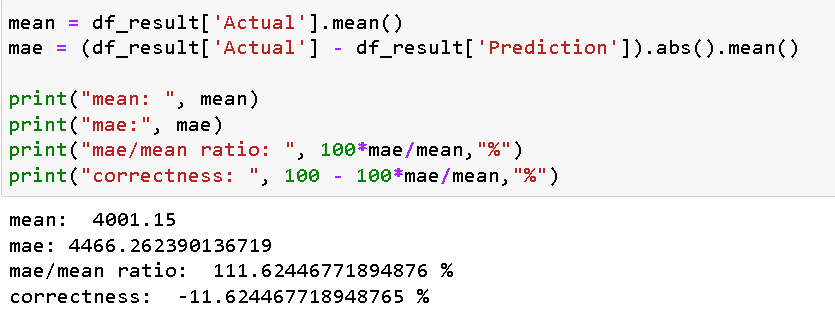 mean = df_result['Actual'].mean()
mae = (df_result['Actual'] - df_result['Prediction']).abs().mean()
print("mean: ", mean)
print("mae:", mae)
print("mae/mean ratio: ", 100*mae/mean,"%")
print("correctness: ", 100 - 100*mae/mean,"%")
mean:  4001.15
mae: 4466.262390136719
mae/mean ratio:  111.62446771894876 %
correctness:  -11.624467718948765 %